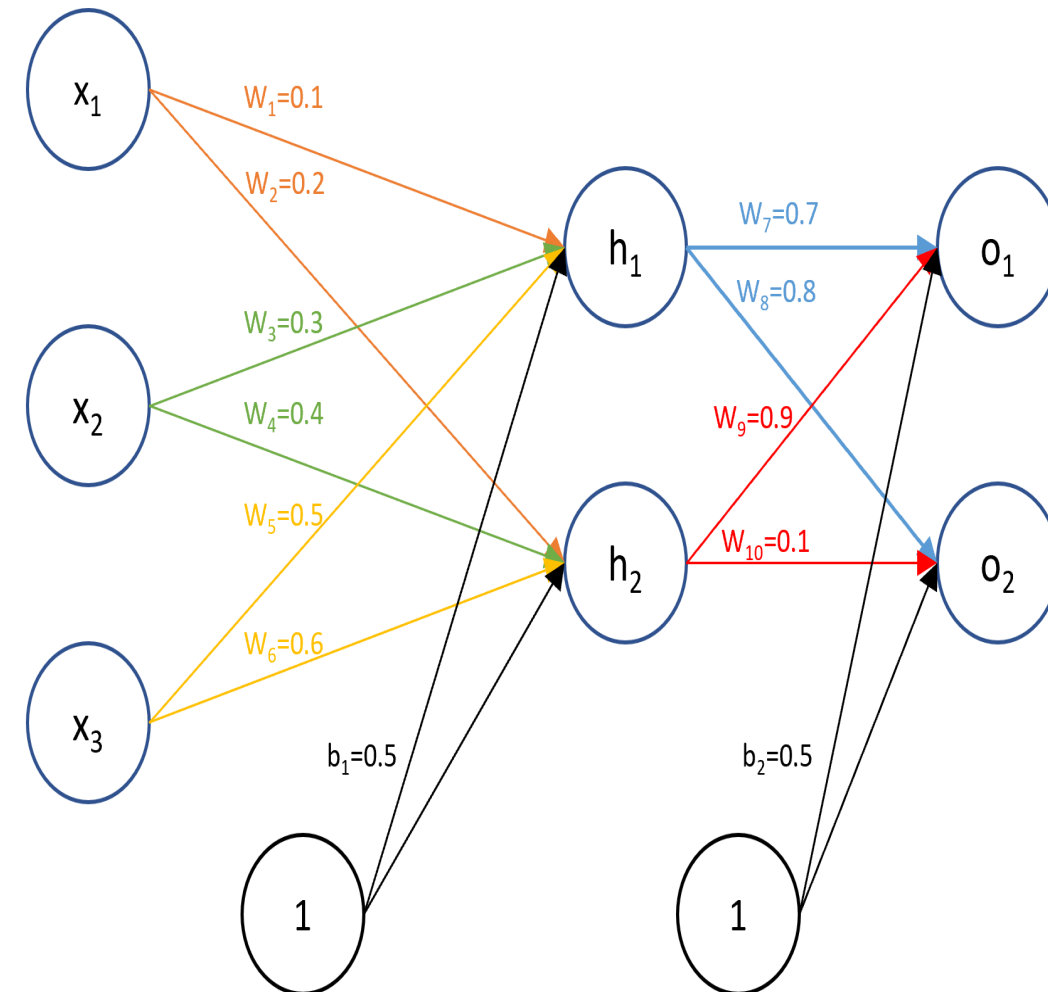 x₁
W₁=0.1
W₂=0.2
h₁
W₇=0.7
o₁
W₈=0.8
W₃=0.3
x₂
W₄=0.4
W₉=0.9
W₅=0.5
h₂
W₁₀=0.1
o₂
W₆=0.6
x₃
b₁=0.5
b₂=0.5
1
1